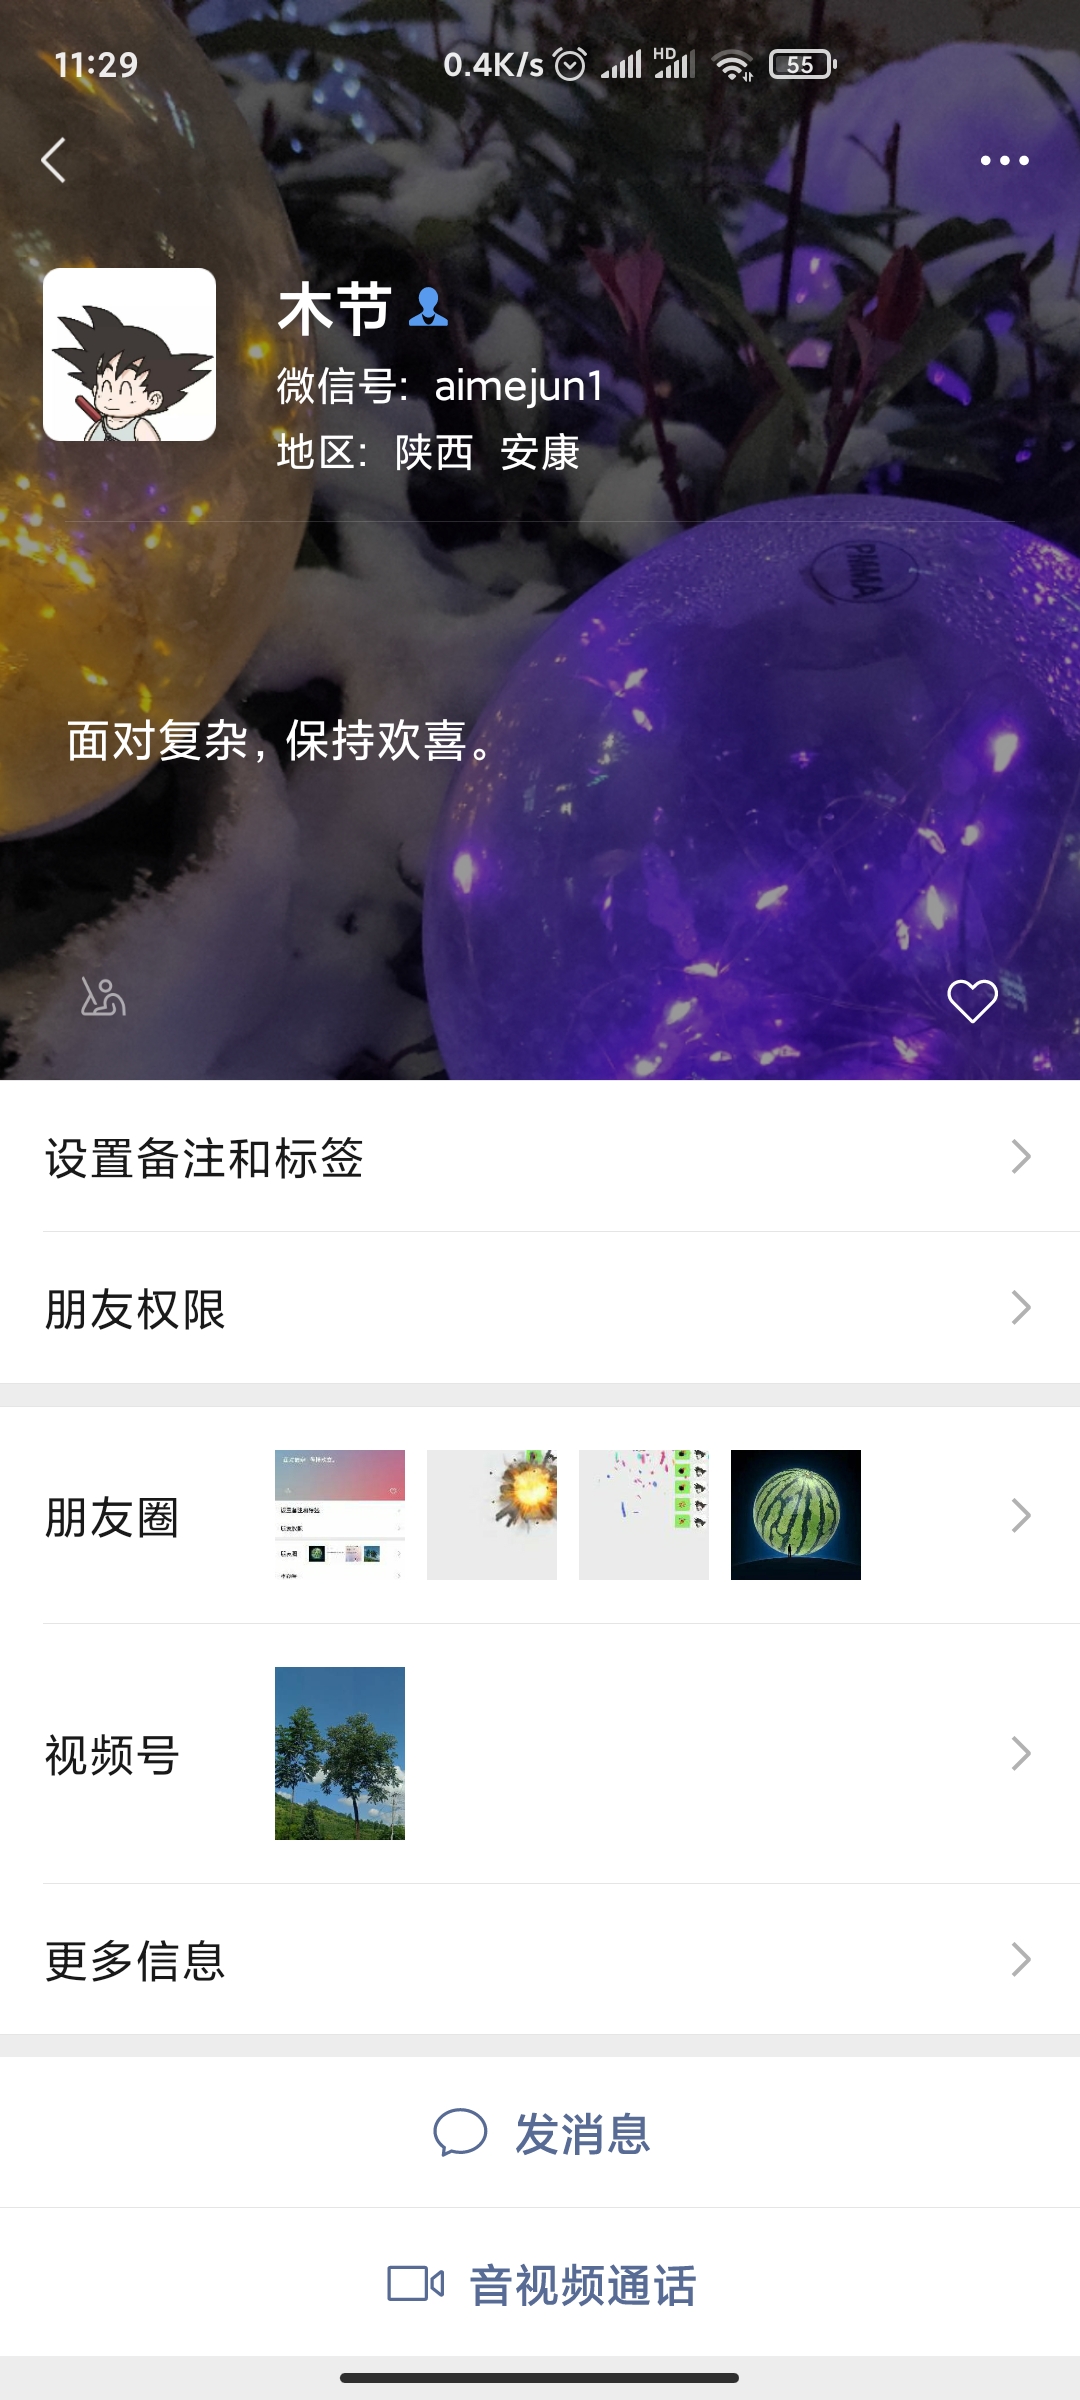 11:29
0.4K/s HD 55
木节
微信号: aimejun1
地区: 陕西 安康
PHIMA
面对复杂，保持欢喜。
设置备注和标签
朋友权限
朋友圈
视频号
更多信息
发消息
音视频通话